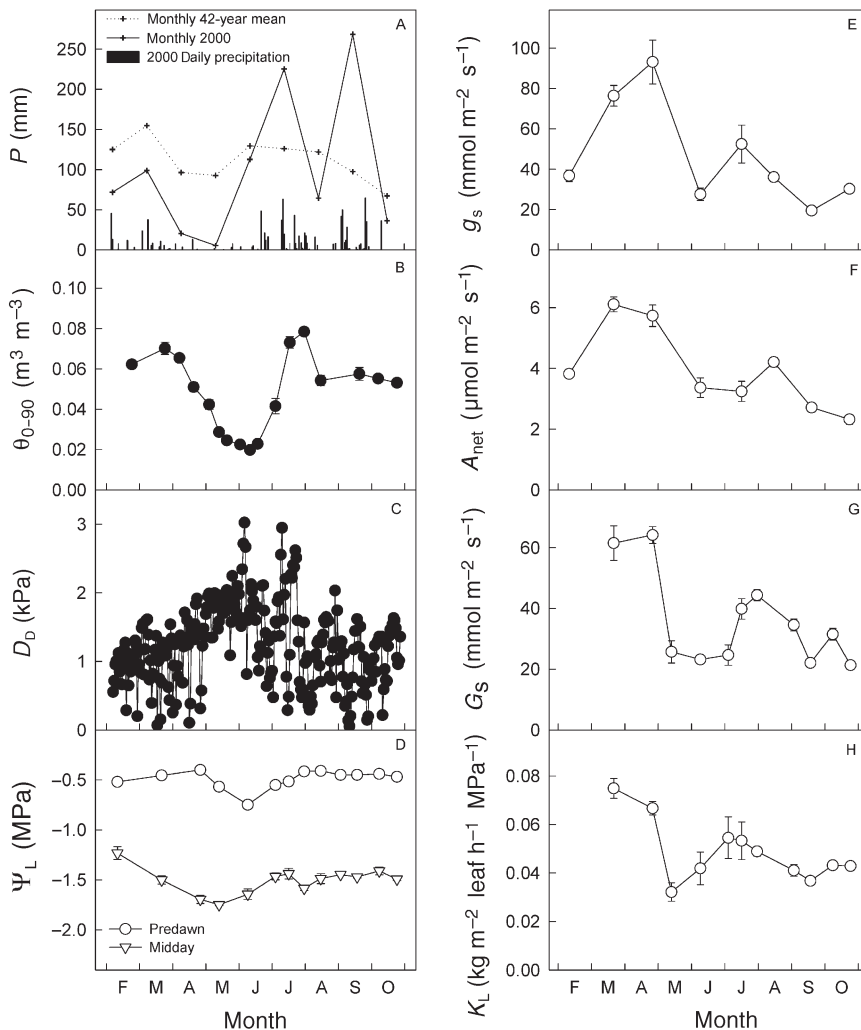 Monthly 42-year mean
Monthly 2000
2000 Daily precipitation
A
250
200
150
100
50
0
P (mm)
B
0.10
0.08
0.06
0.04
0.02
0.00
θ0–90 (m3 m–3)
C
3
2
1
0
DD (kPa)
D
–0.5
–1.0
–1.5
–2.0
ΨL (MPa)
Predawn
Midday
F M A M J J A S O
Month
E
100
80
60
40
20
0
gs (mmol m–2 s–1)
F
6
4
2
0
Anet (μmol m–2 s–1)
G
60
40
20
0
GS (mmol m–2 s–1)
H
0.08
0.06
0.04
0.02
0.00
KL (kg m–2 leaf h–1 MPa–1)
F M A M J J A S O
Month